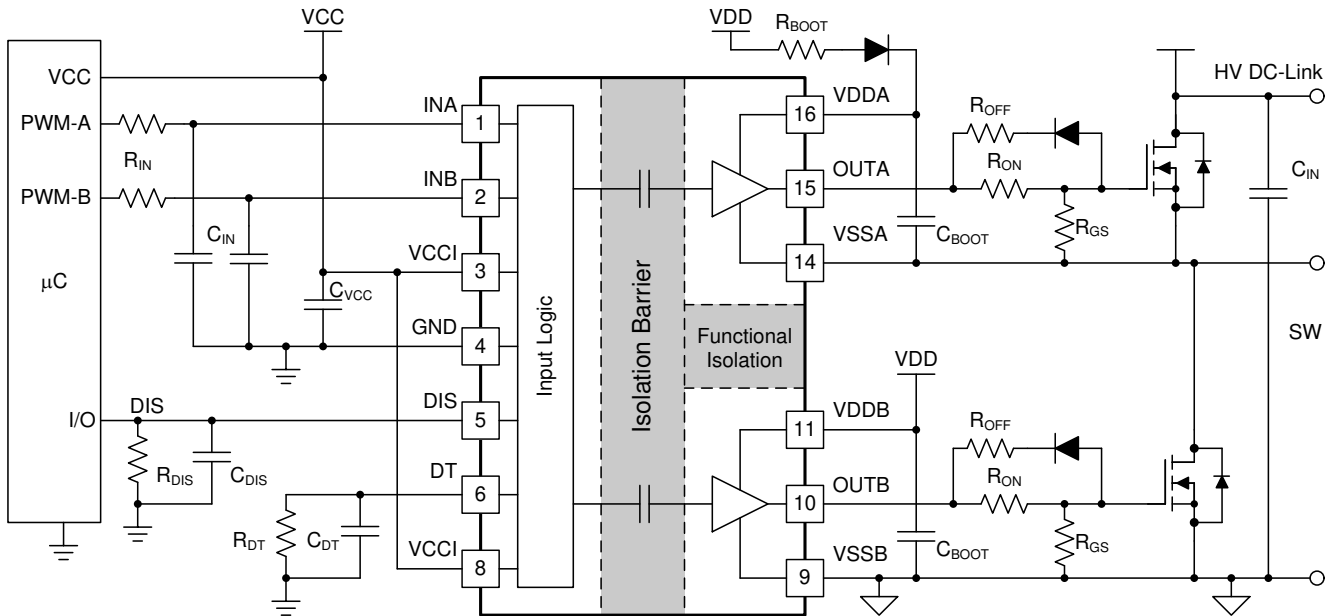 VCC
VCC
PWM-A
RIN
PWM-B
CIN
μC
CVCC
I/O
DIS
RDIS
CDIS
RDT
CDT
INA
1
INB
2
VCCI
3
GND
4
DIS
5
DT
6
VCCI
8
Input Logic
Isolation Barrier
Functional
Isolation
VDD
RBOOT
VDDA
16
OUTA
15
VSSA
14
CBOOT
ROFF
RON
RGS
HV DC-Link
CIN
SW
VDD
VDDB
11
OUTB
10
VSSB
9
CBOOT
ROFF
RON
RGS